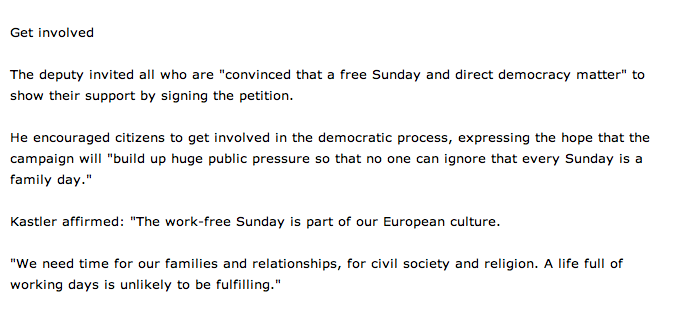 Get involved
The deputy invited all who are "convinced that a free Sunday and direct democracy matter" to
show their support by signing the petition.
He encouraged citizens to get involved in the democratic process, expressing the hope that the
campaign will "build up huge public pressure so that no one can ignore that every Sunday is a
family day."
Kastler affirmed: "The work-free Sunday is part of our European culture.
"We need time for our families and relationships, for civil society and religion. A life full of
working days is unlikely to be fulfilling."